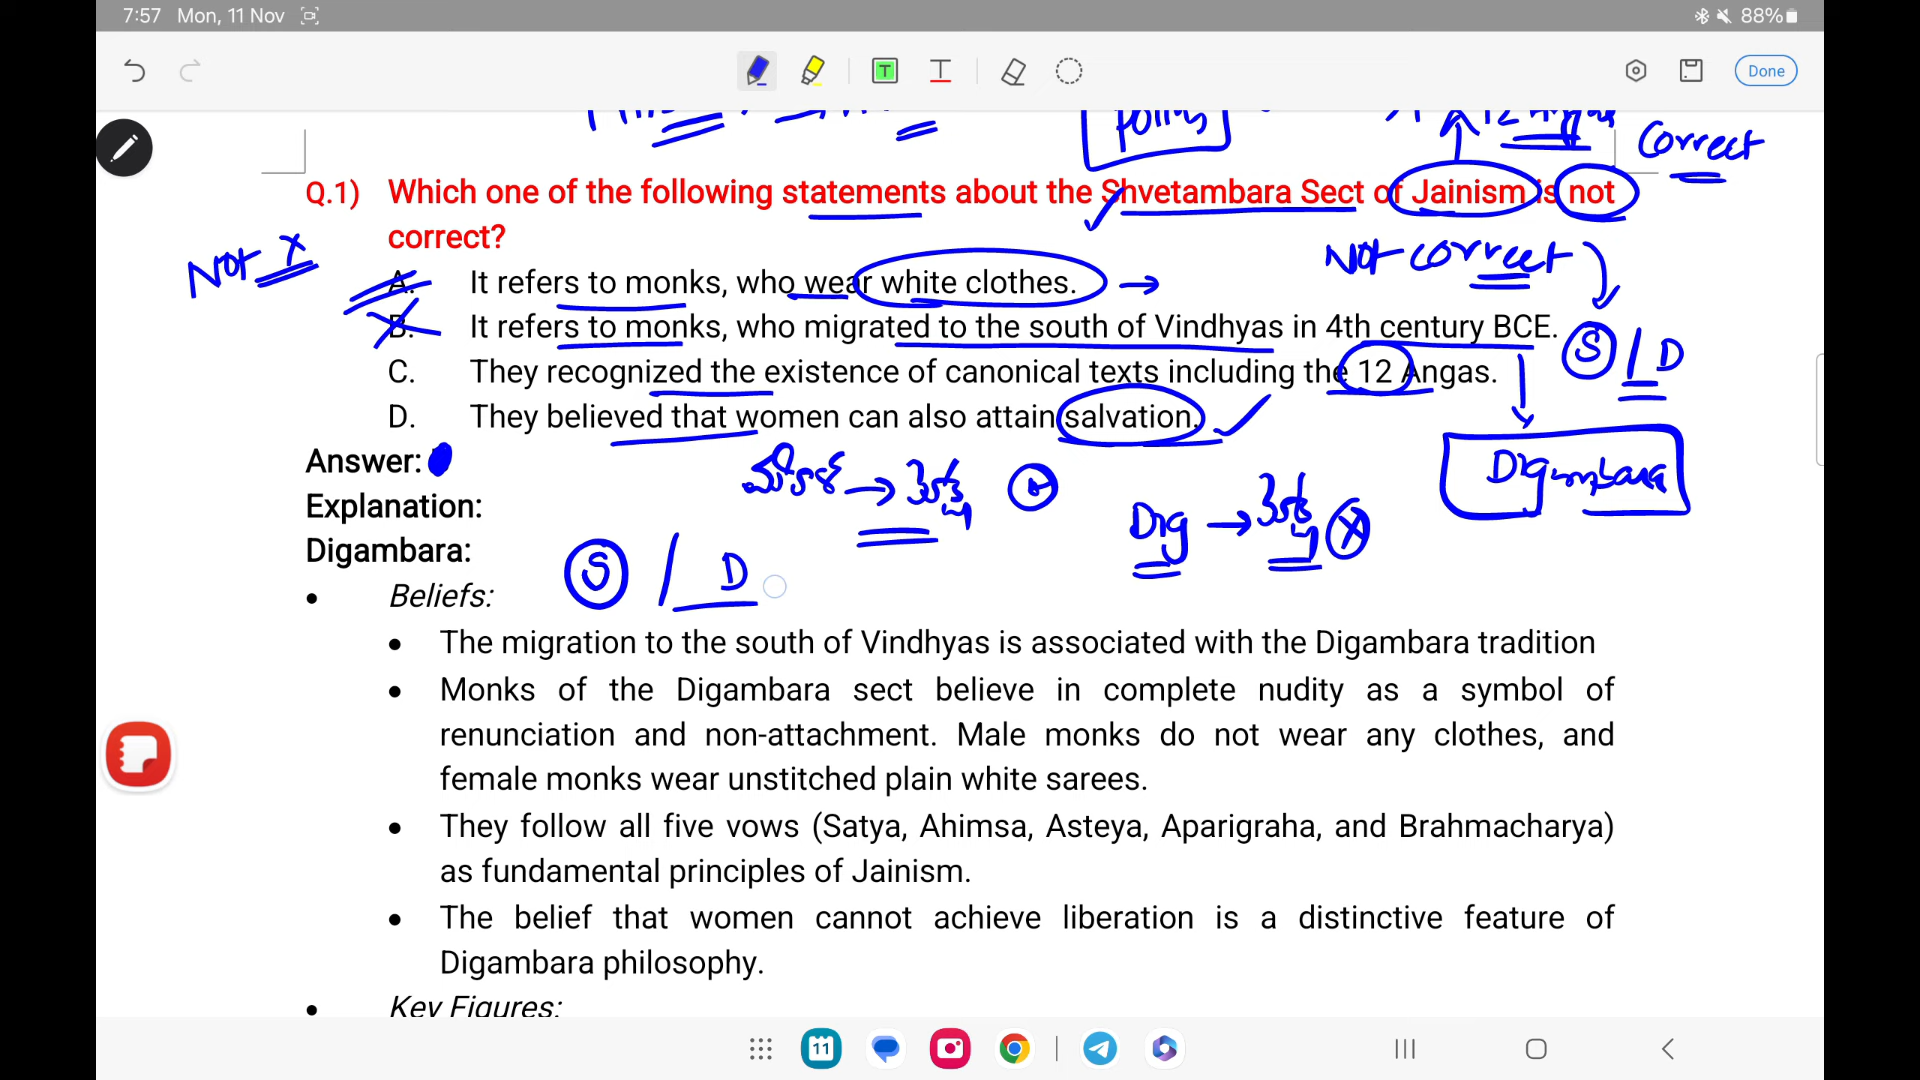 7:57 Mon, 11 Nov
88%
Done
12 Angas
Correct
Q.1) Which one of the following statements about the Shvetambara Sect of Jainism is not
correct?
Not X
Not correct
A. It refers to monks, who wear white clothes.
B. It refers to monks, who migrated to the south of Vindhyas in 4th century BCE.
S / D
C. They recognized the existence of canonical texts including the 12 Angas.
D. They believed that women can also attain salvation.
Answer:
Digambara
Explanation:
Dig
Digambara:
S / D
• Beliefs:
• The migration to the south of Vindhyas is associated with the Digambara tradition
• Monks of the Digambara sect believe in complete nudity as a symbol of
renunciation and non-attachment. Male monks do not wear any clothes, and
female monks wear unstitched plain white sarees.
• They follow all five vows (Satya, Ahimsa, Asteya, Aparigraha, and Brahmacharya)
as fundamental principles of Jainism.
• The belief that women cannot achieve liberation is a distinctive feature of
Digambara philosophy.
• Key Figures:
11